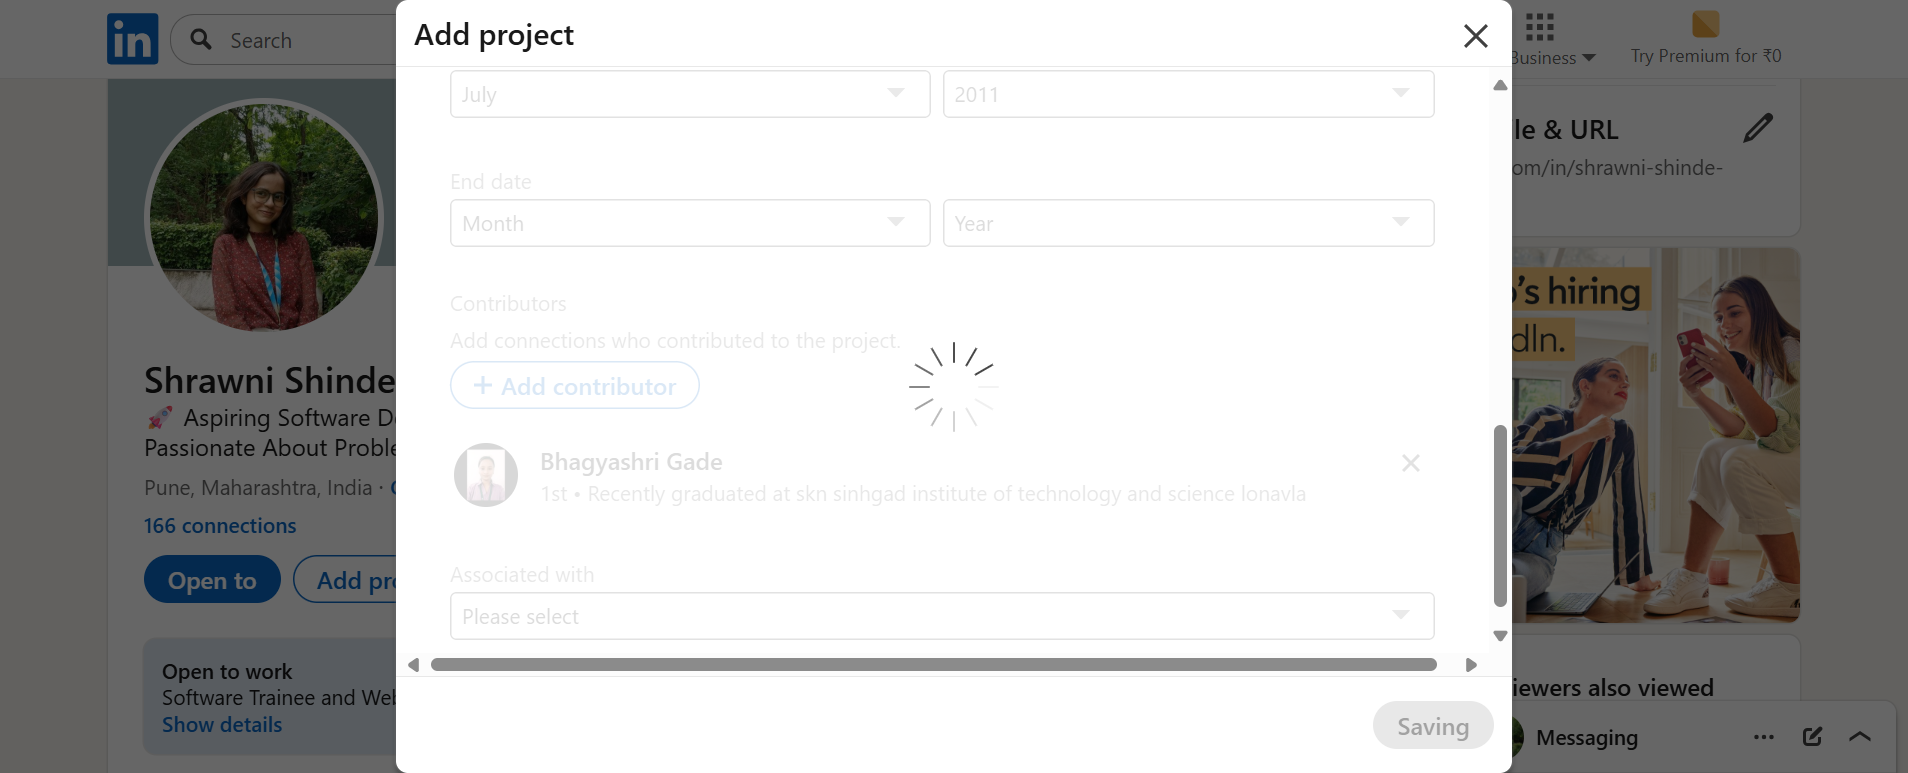 in
Search
Add project
Business
Try Premium for ₹0
July
2011
le & URL
om/in/shrawni-shinde-
End date
Month
Year
's hiring
dIn.
Contributors
Add connections who contributed to the project.
+ Add contributor
Shrawni Shinde
🚀 Aspiring Software D
Passionate About Proble
Pune, Maharashtra, India ·
166 connections
Open to
Add pro
Bhagyashri Gade
1st • Recently graduated at skn sinhgad institute of technology and science lonavla
Associated with
Please select
Open to work
Software Trainee and Web
Show details
iewers also viewed
Saving
Messaging